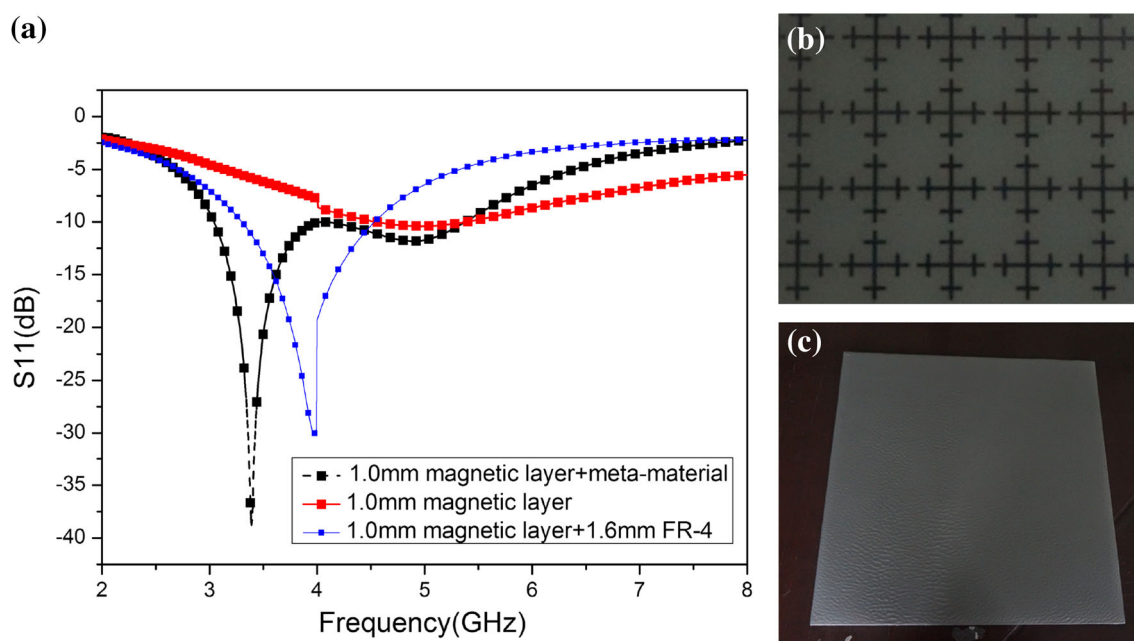 (a)
S11(dB)
0
-5
-10
-15
-20
-25
-30
-35
-40
1.0mm magnetic layer+meta-material
1.0mm magnetic layer
1.0mm magnetic layer+1.6mm FR-4
2 3 4 5 6 7 8
Frequency(GHz)
(b)
(c)